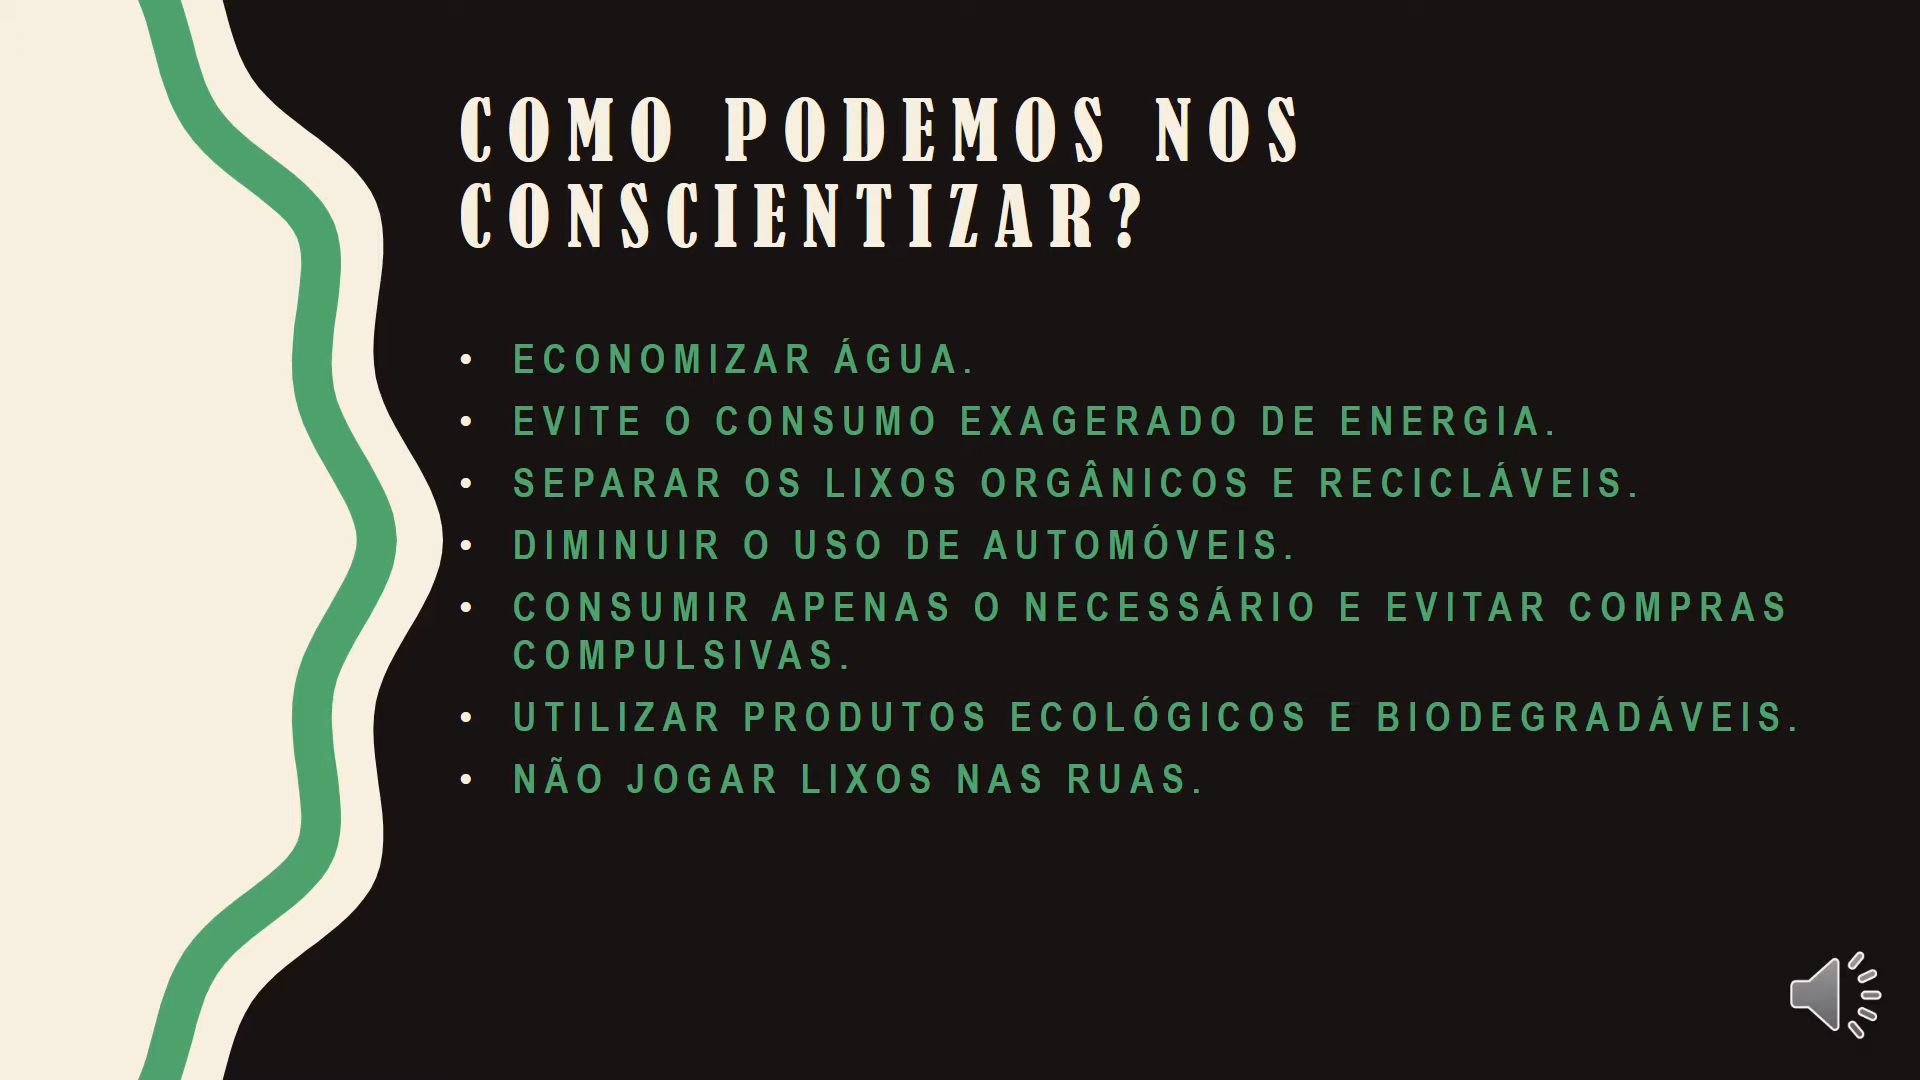 COMO PODEMOS NOS
CONSCIENTIZAR?
• ECONOMIZAR ÁGUA.
• EVITE O CONSUMO EXAGERADO DE ENERGIA.
• SEPARAR OS LIXOS ORGÂNICOS E RECICLÁVEIS.
• DIMINUIR O USO DE AUTOMÓVEIS.
• CONSUMIR APENAS O NECESSÁRIO E EVITAR COMPRAS
COMPULSIVAS.
• UTILIZAR PRODUTOS ECOLÓGICOS E BIODEGRADÁVEIS.
• NÃO JOGAR LIXOS NAS RUAS.